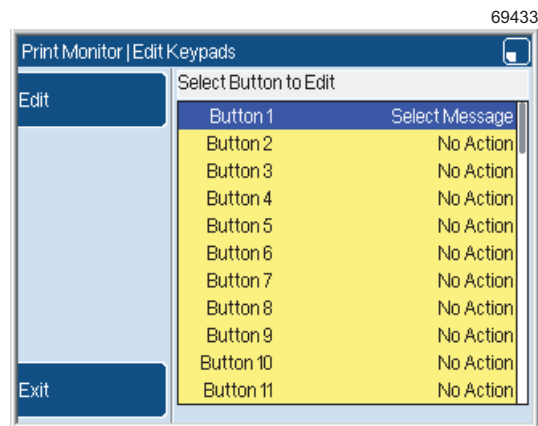 69433
Print Monitor | Edit Keypads
Edit
Select Button to Edit
Button 1 Select Message
Button 2 No Action
Button 3 No Action
Button 4 No Action
Button 5 No Action
Button 6 No Action
Button 7 No Action
Button 8 No Action
Button 9 No Action
Button 10 No Action
Button 11 No Action
Exit